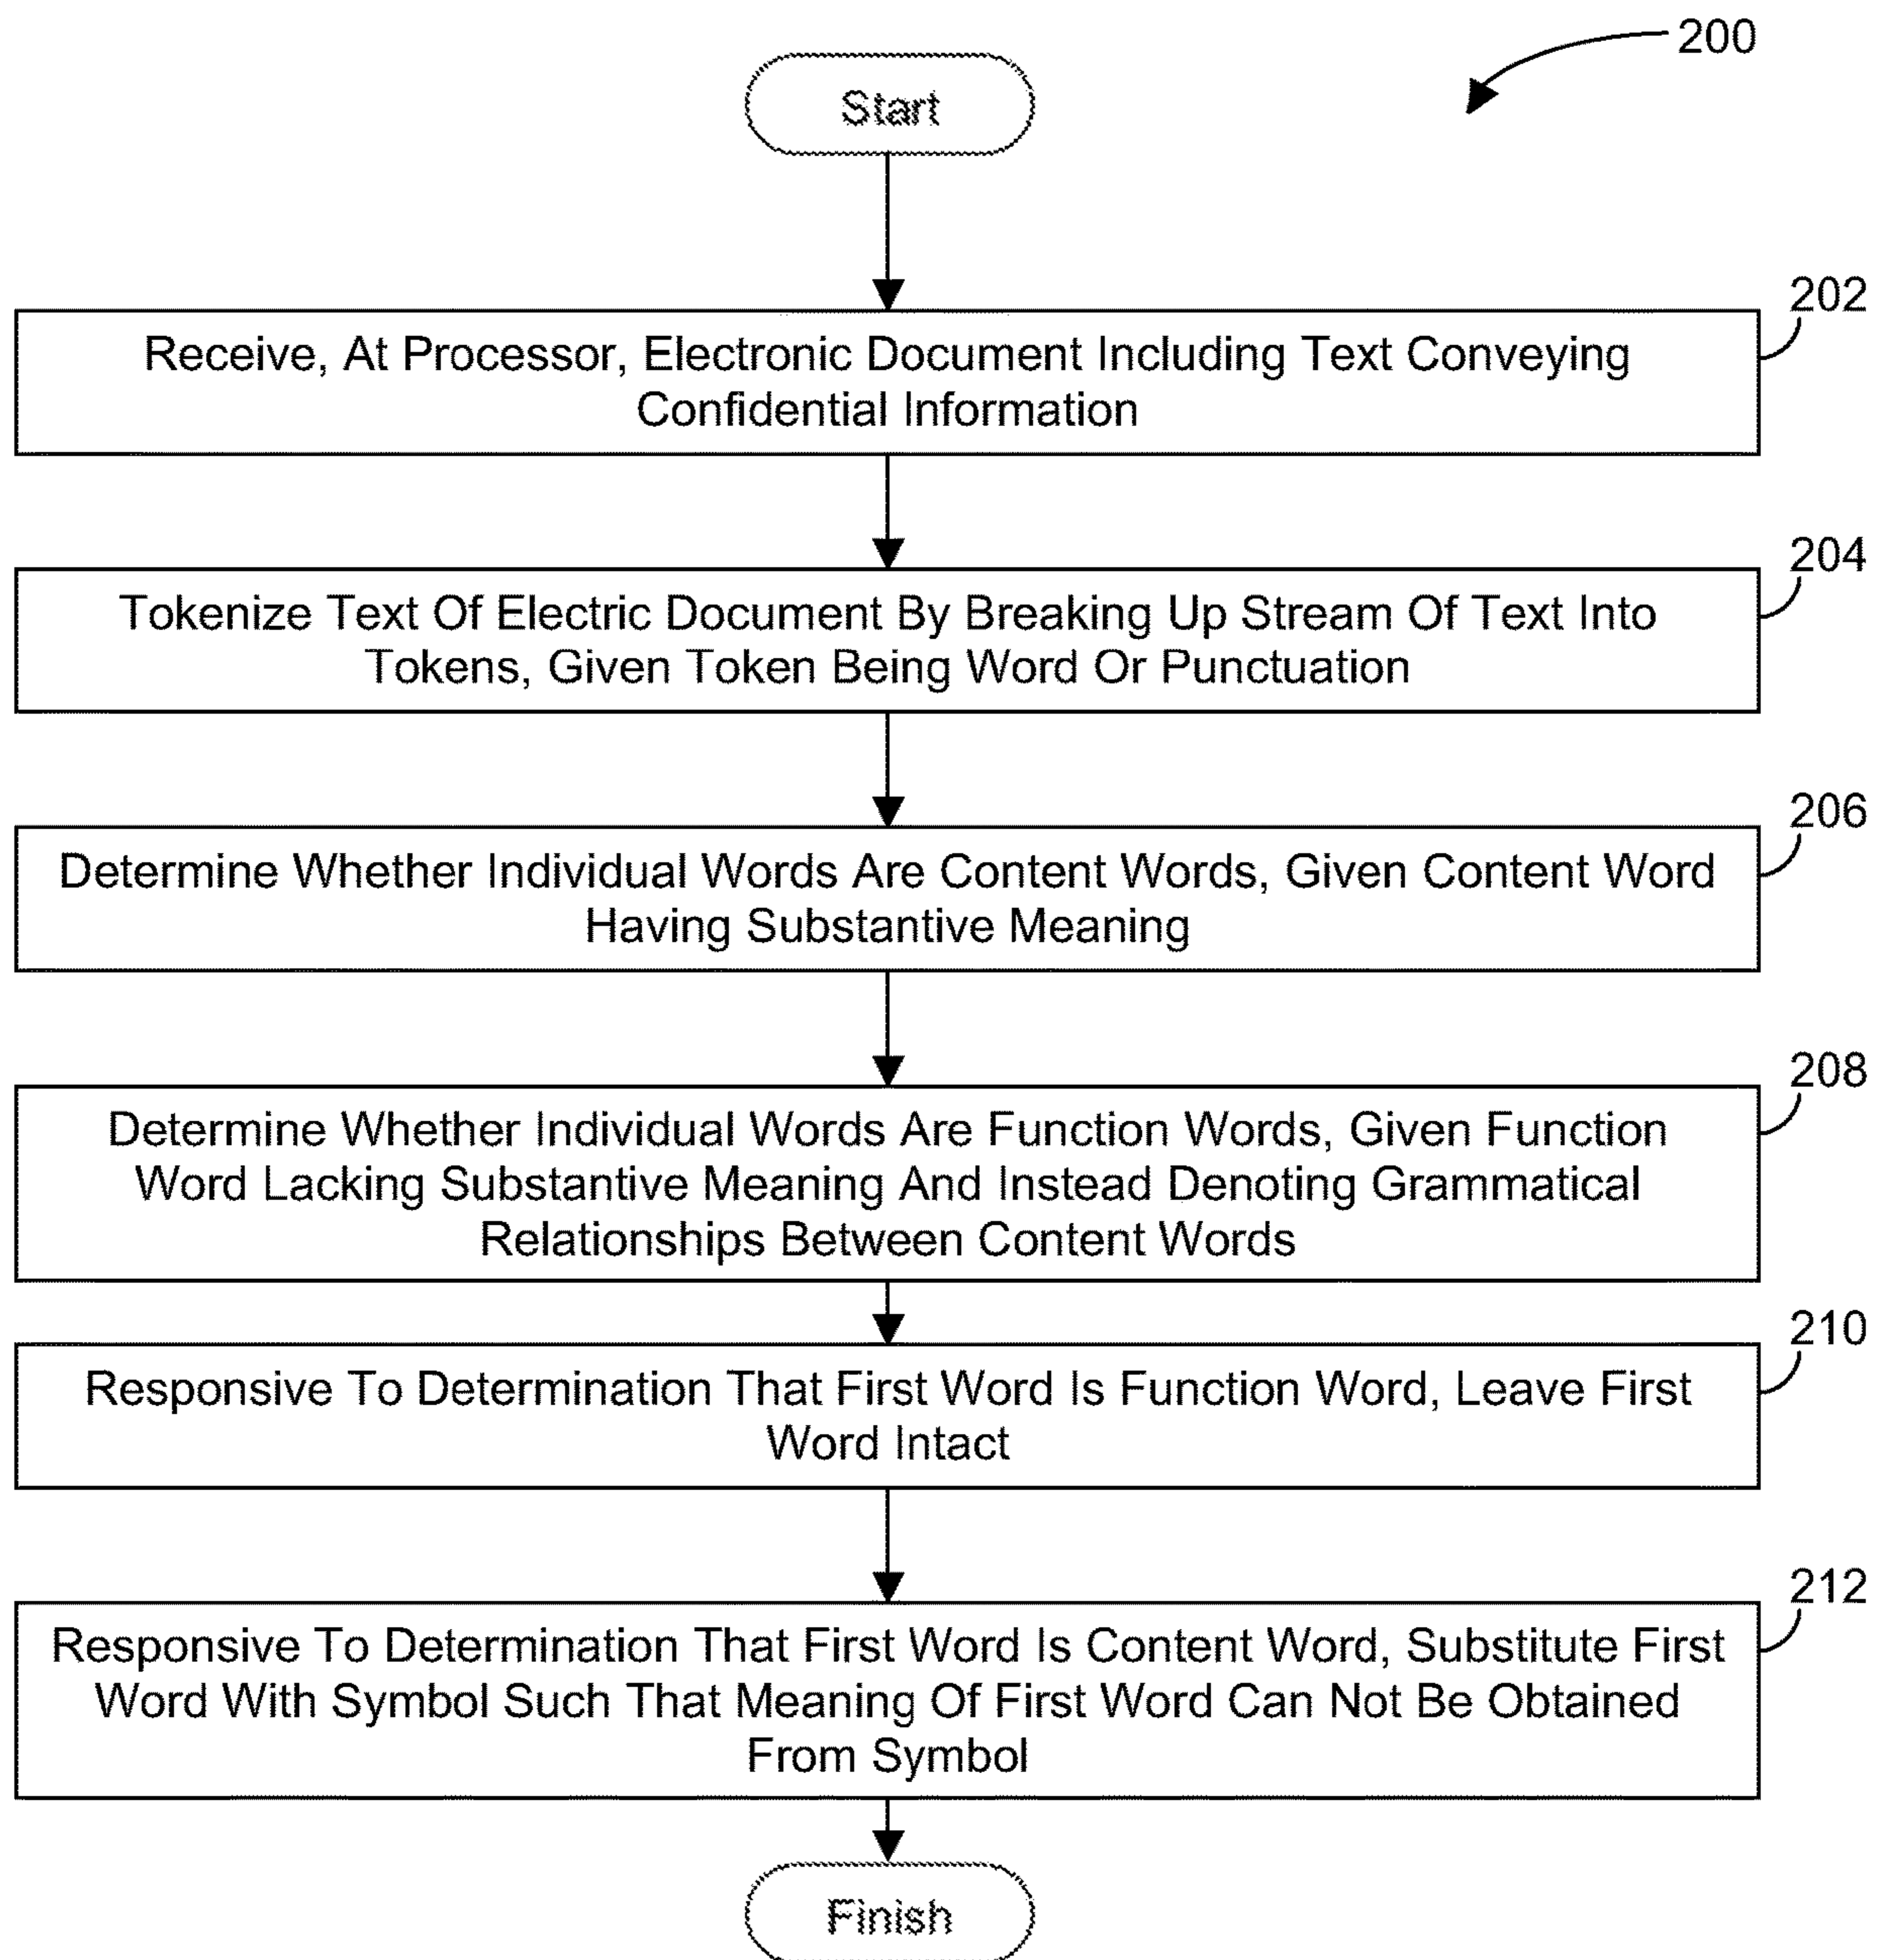 200
Start
202
Receive, At Processor, Electronic Document Including Text Conveying
Confidential Information
204
Tokenize Text Of Electric Document By Breaking Up Stream Of Text Into
Tokens, Given Token Being Word Or Punctuation
206
Determine Whether Individual Words Are Content Words, Given Content Word
Having Substantive Meaning
208
Determine Whether Individual Words Are Function Words, Given Function
Word Lacking Substantive Meaning And Instead Denoting Grammatical
Relationships Between Content Words
210
Responsive To Determination That First Word Is Function Word, Leave First
Word Intact
212
Responsive To Determination That First Word Is Content Word, Substitute First
Word With Symbol Such That Meaning Of First Word Can Not Be Obtained
From Symbol
Finish